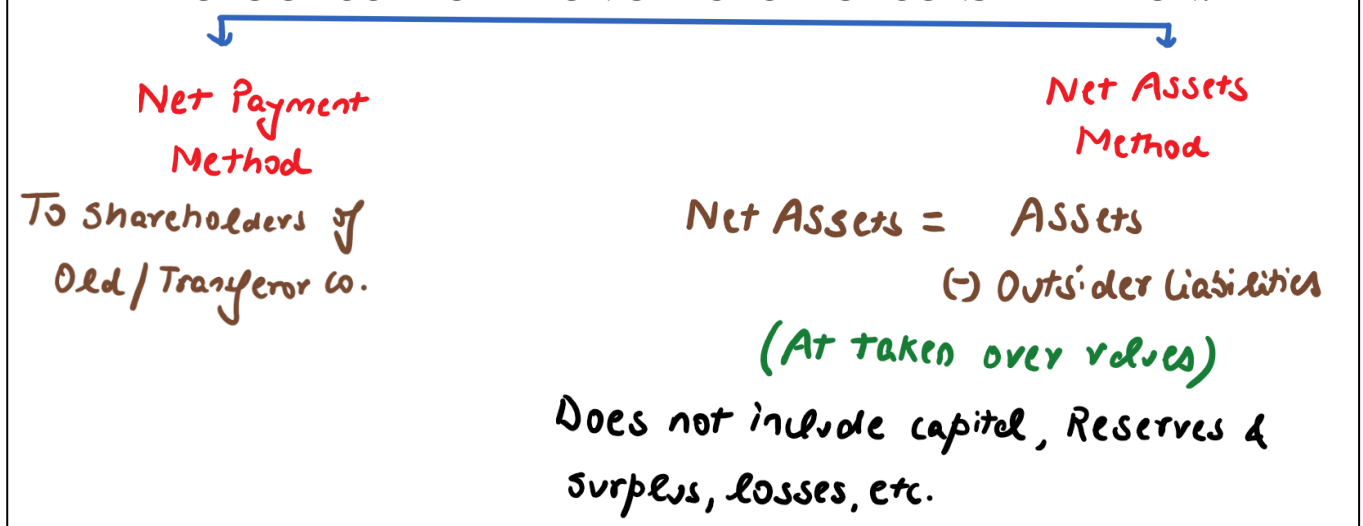 Net Payment
Method
To shareholders of
Old/Tranferor co.
Net Assets
Method
Net Assets = Assets
(-) Outsider Liabilities
(At taken over values)
Does not include capital, Reserves &
surplus, losses, etc.